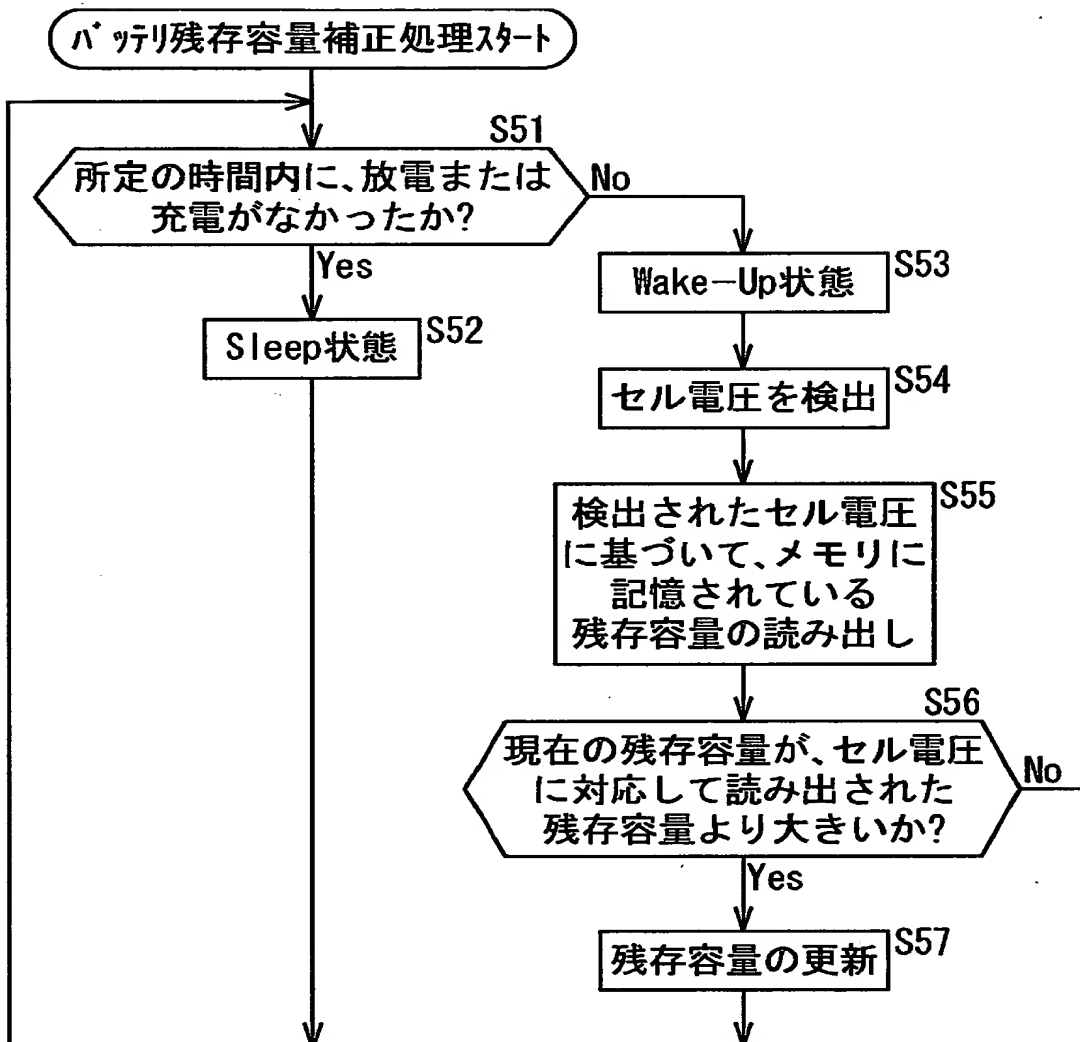 バッテリ残存容量補正処理スタート
S51
所定の時間内に、放電または
充電がなかったか?
No
Yes
S53
Wake-Up状態
S52
Sleep状態
S54
セル電圧を検出
S55
検出されたセル電圧
に基づいて、メモリに
記憶されている
残存容量の読み出し
S56
現在の残存容量が、セル電圧
に対応して読み出された
残存容量より大きいか?
No
Yes
S57
残存容量の更新